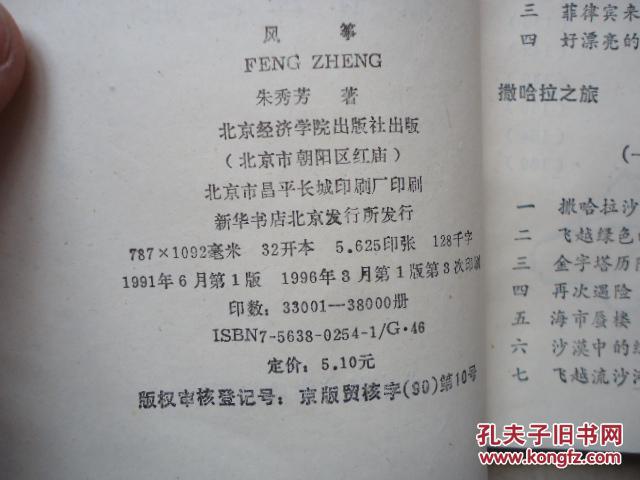 风 筝
FENG ZHENG
朱秀芳 著
北京经济学院出版社出版
（北京市朝阳区红庙）
北京市昌平长城印刷厂印刷
新华书店北京发行所发行
787×1092毫米 32开本 5.625印张 128千字
1991年6月第1版 1996年3月第1版第3次印刷
印数：33001—38000册
ISBN7-5638-0254-1/G·46
定价：5.10元
版权审核登记号：京版贸核字(90)第10号
三 菲律宾来
四 好漂亮的
撒哈拉之旅
(一
一 撒哈拉沙
二 飞越绿色
三 金字塔历
四 再次遇险
五 海市蜃楼
六 沙漠中的
七 飞越流沙
孔夫子旧书网
www.kongfz.com